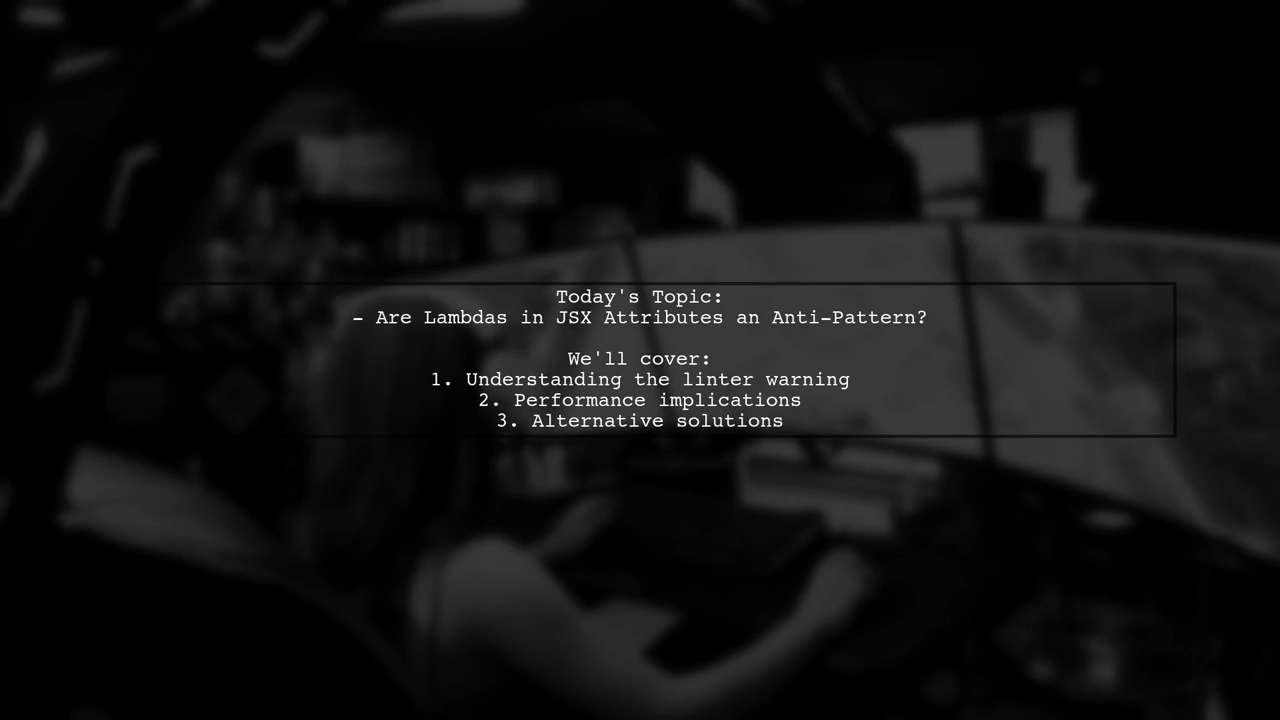 Today's Topic:
- Are Lambdas in JSX Attributes an Anti-Pattern?
We'll cover:
1. Understanding the linter warning
2. Performance implications
3. Alternative solutions